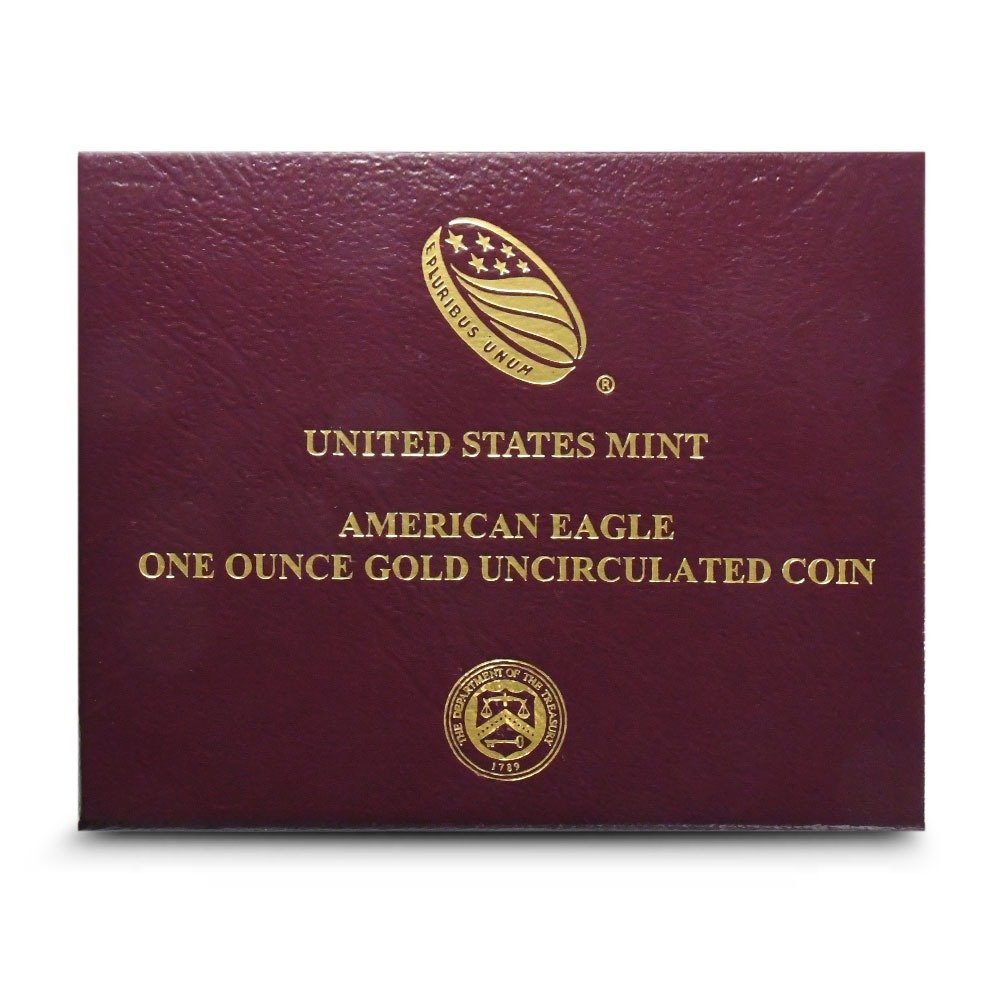 E PLURIBUS UNUM
®
UNITED STATES MINT
AMERICAN EAGLE
ONE OUNCE GOLD UNCIRCULATED COIN
THE DEPARTMENT OF THE TREASURY
1789